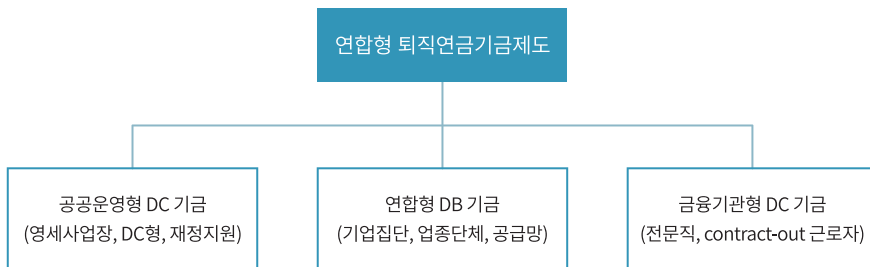 연합형 퇴직연금기금제도
공공운영형 DC 기금
(영세사업장, DC형, 재정지원)
연합형 DB 기금
(기업집단, 업종단체, 공급망)
금융기관형 DC 기금
(전문직, contract-out 근로자)